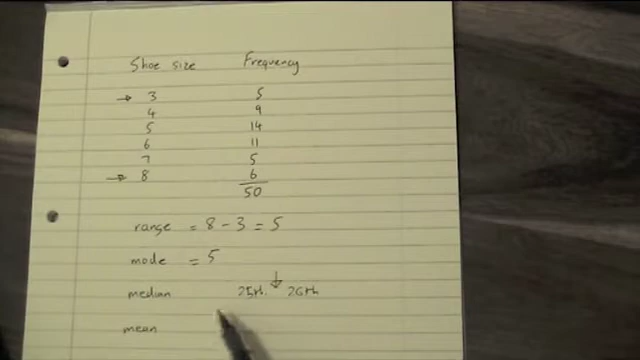 Shoe size Frequency
→ 3 5
4 9
5 14
6 11
7 5
→ 8 6
50
range = 8 - 3 = 5
mode = 5
median 25th ↓ 26th
mean